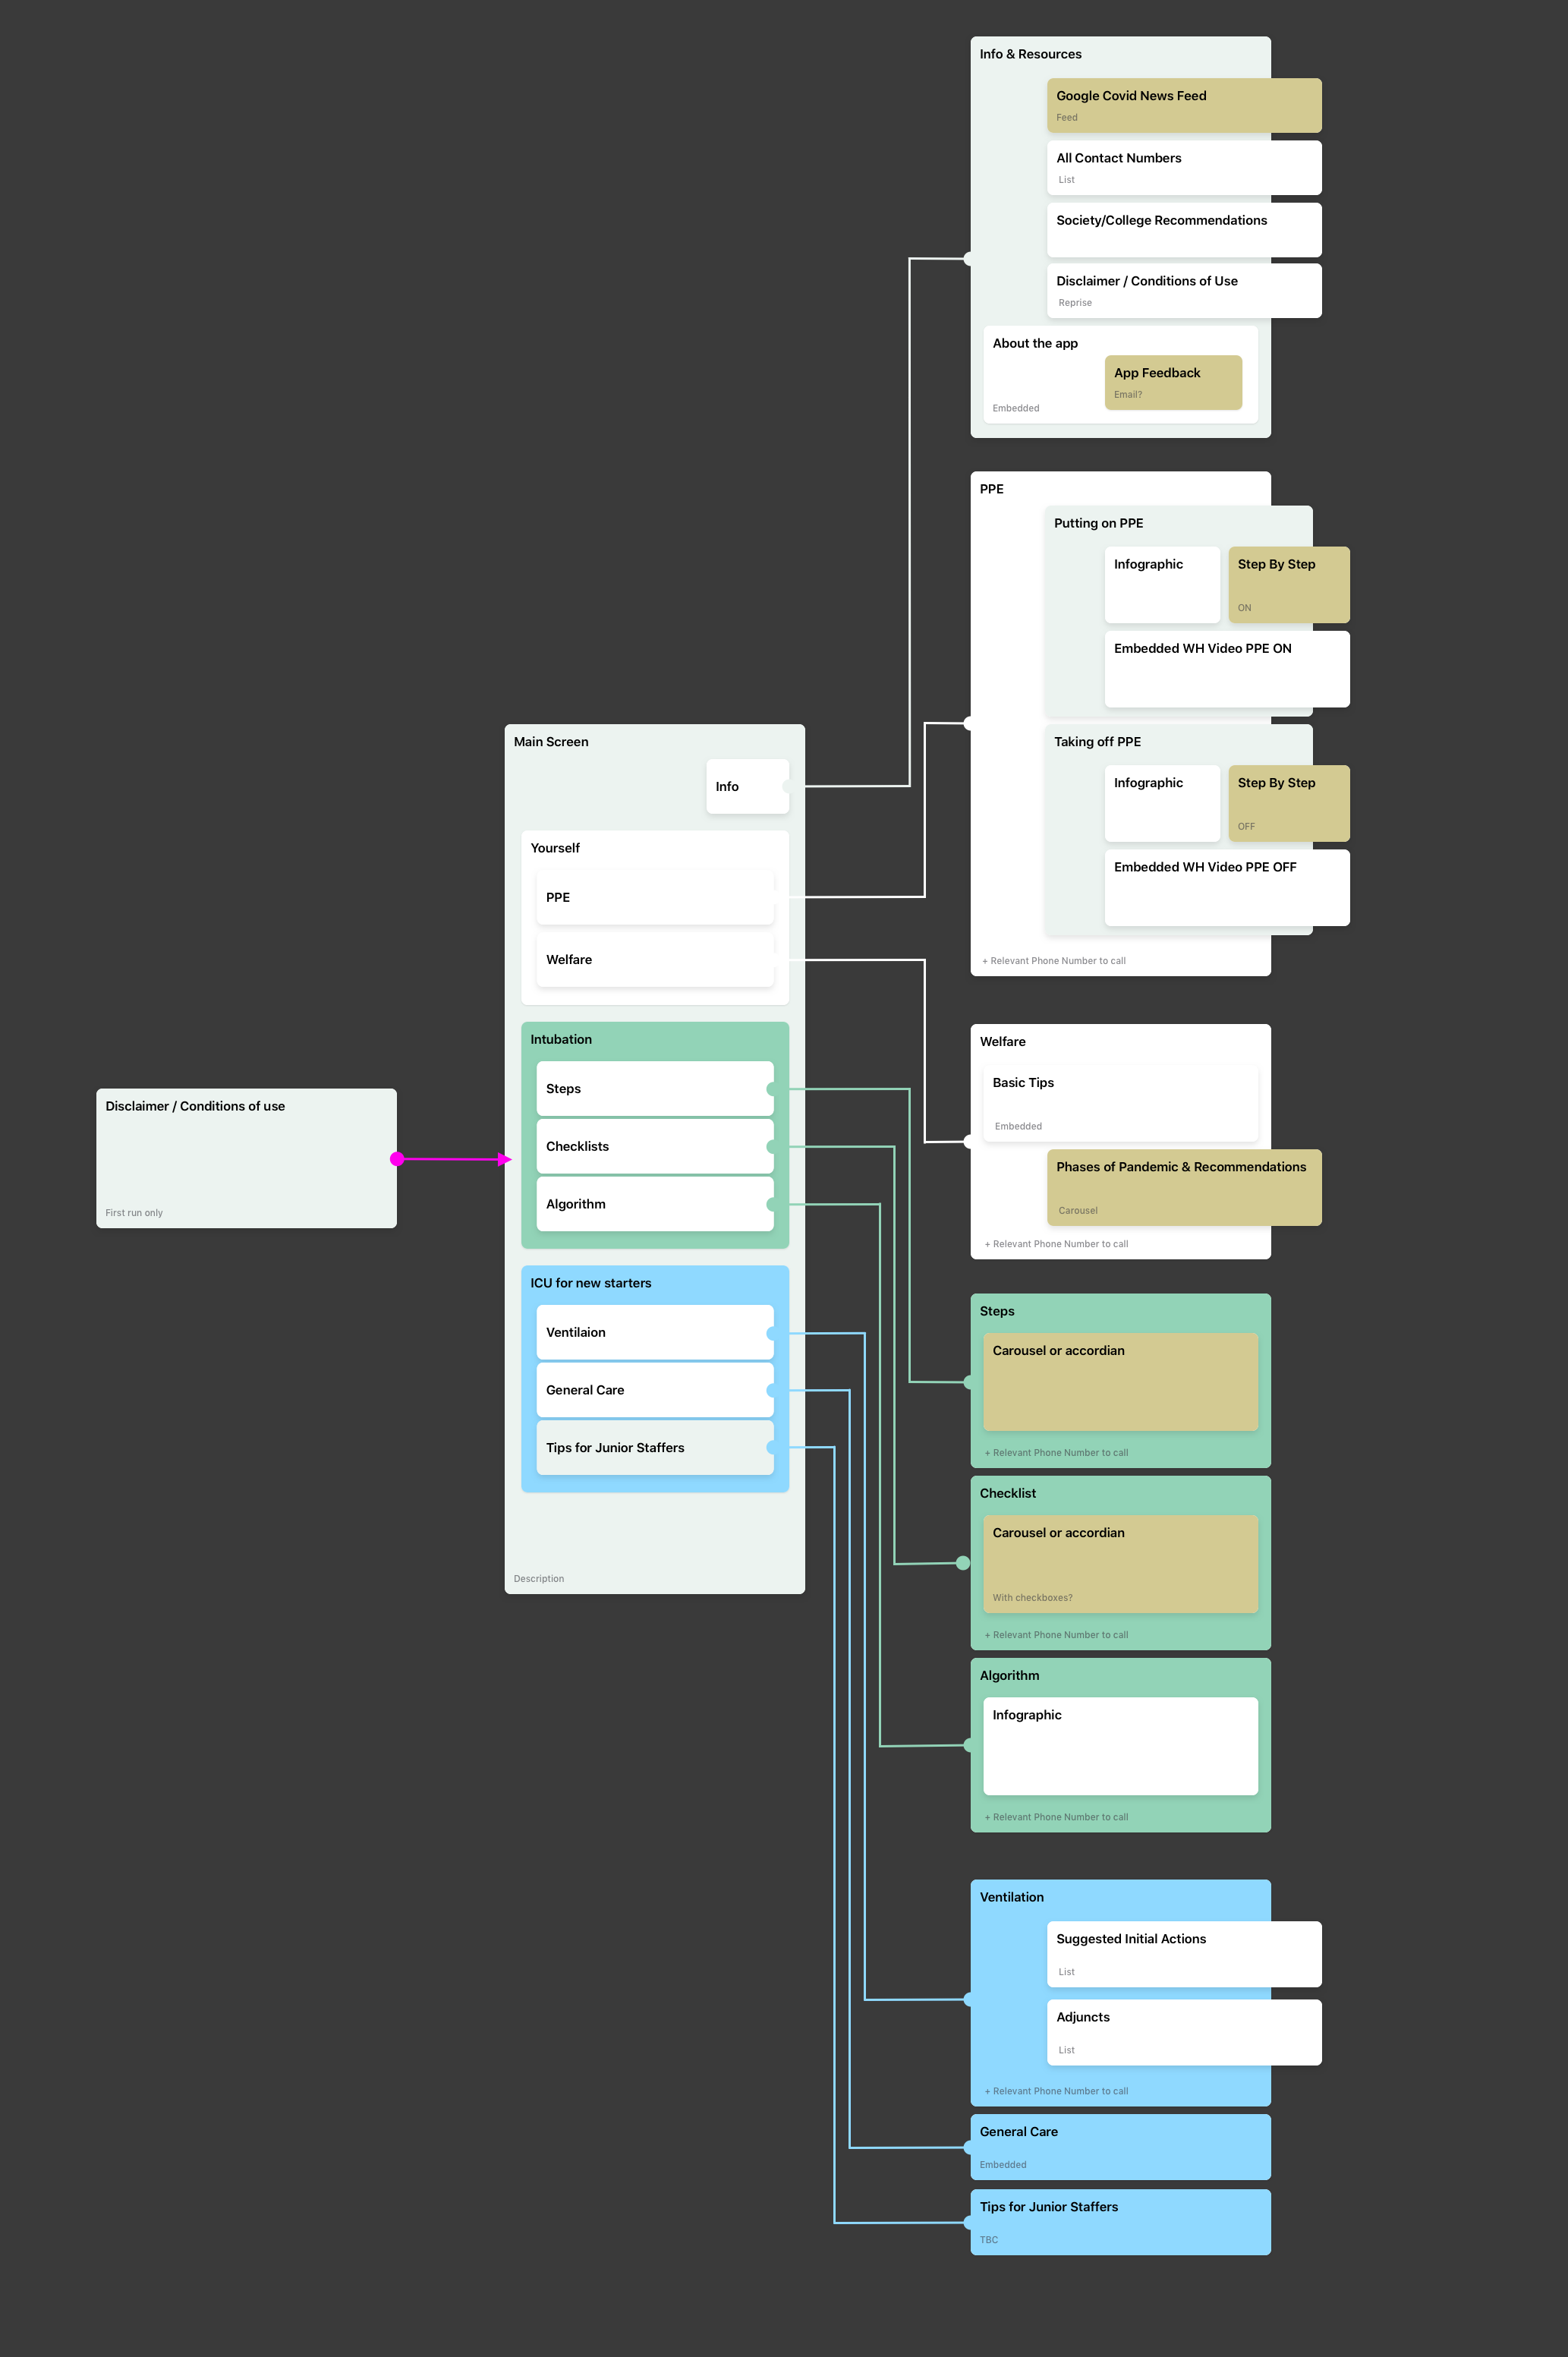 Disclaimer / Conditions of use
First run only
Main Screen
Info
Yourself
PPE
Welfare
Intubation
Steps
Checklists
Algorithm
ICU for new starters
Ventilaion
General Care
Tips for Junior Staffers
Description
Info & Resources
Google Covid News Feed
Feed
All Contact Numbers
List
Society/College Recommendations
Disclaimer / Conditions of Use
Reprise
About the app
App Feedback
Email?
Embedded
PPE
Putting on PPE
Infographic
Step By Step
ON
Embedded WH Video PPE ON
Taking off PPE
Infographic
Step By Step
OFF
Embedded WH Video PPE OFF
+ Relevant Phone Number to call
Welfare
Basic Tips
Embedded
Phases of Pandemic & Recommendations
Carousel
+ Relevant Phone Number to call
Steps
Carousel or accordian
+ Relevant Phone Number to call
Checklist
Carousel or accordian
With checkboxes?
+ Relevant Phone Number to call
Algorithm
Infographic
+ Relevant Phone Number to call
Ventilation
Suggested Initial Actions
List
Adjuncts
List
+ Relevant Phone Number to call
General Care
Embedded
Tips for Junior Staffers
TBC